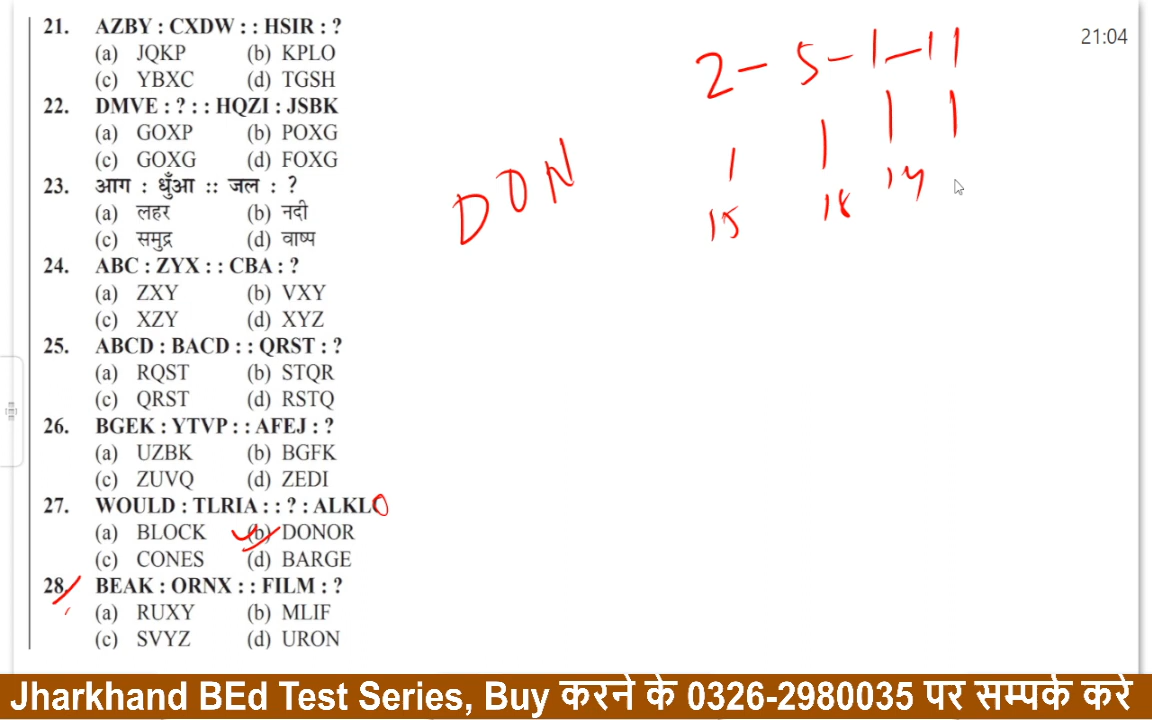 21. AZBY : CXDW : : HSIR : ?
(a) JQKP (b) KPLO
(c) YBXC (d) TGSH
22. DMVE : ? : : HQZI : JSBK
(a) GOXP (b) POXG
(c) GOXG (d) FOXG
23. आग : धुँआ :: जल : ?
(a) लहर (b) नदी
(c) समुद्र (d) वाष्प
24. ABC : ZYX : : CBA : ?
(a) ZXY (b) VXY
(c) XZY (d) XYZ
25. ABCD : BACD : : QRST : ?
(a) RQST (b) STQR
(c) QRST (d) RSTQ
26. BGEK : YTVP : : AFEJ : ?
(a) UZBK (b) BGFK
(c) ZUVQ (d) ZEDI
27. WOULD : TLRIA : : ? : ALKLO
(a) BLOCK (b) DONOR
(c) CONES (d) BARGE
28. BEAK : ORNX : : FILM : ?
(a) RUXY (b) MLIF
(c) SVYZ (d) URON
DON
2 - 5 - 1 - 11
15 18 14
21:04
Jharkhand BEd Test Series, Buy करने के 0326-2980035 पर सम्पर्क करे